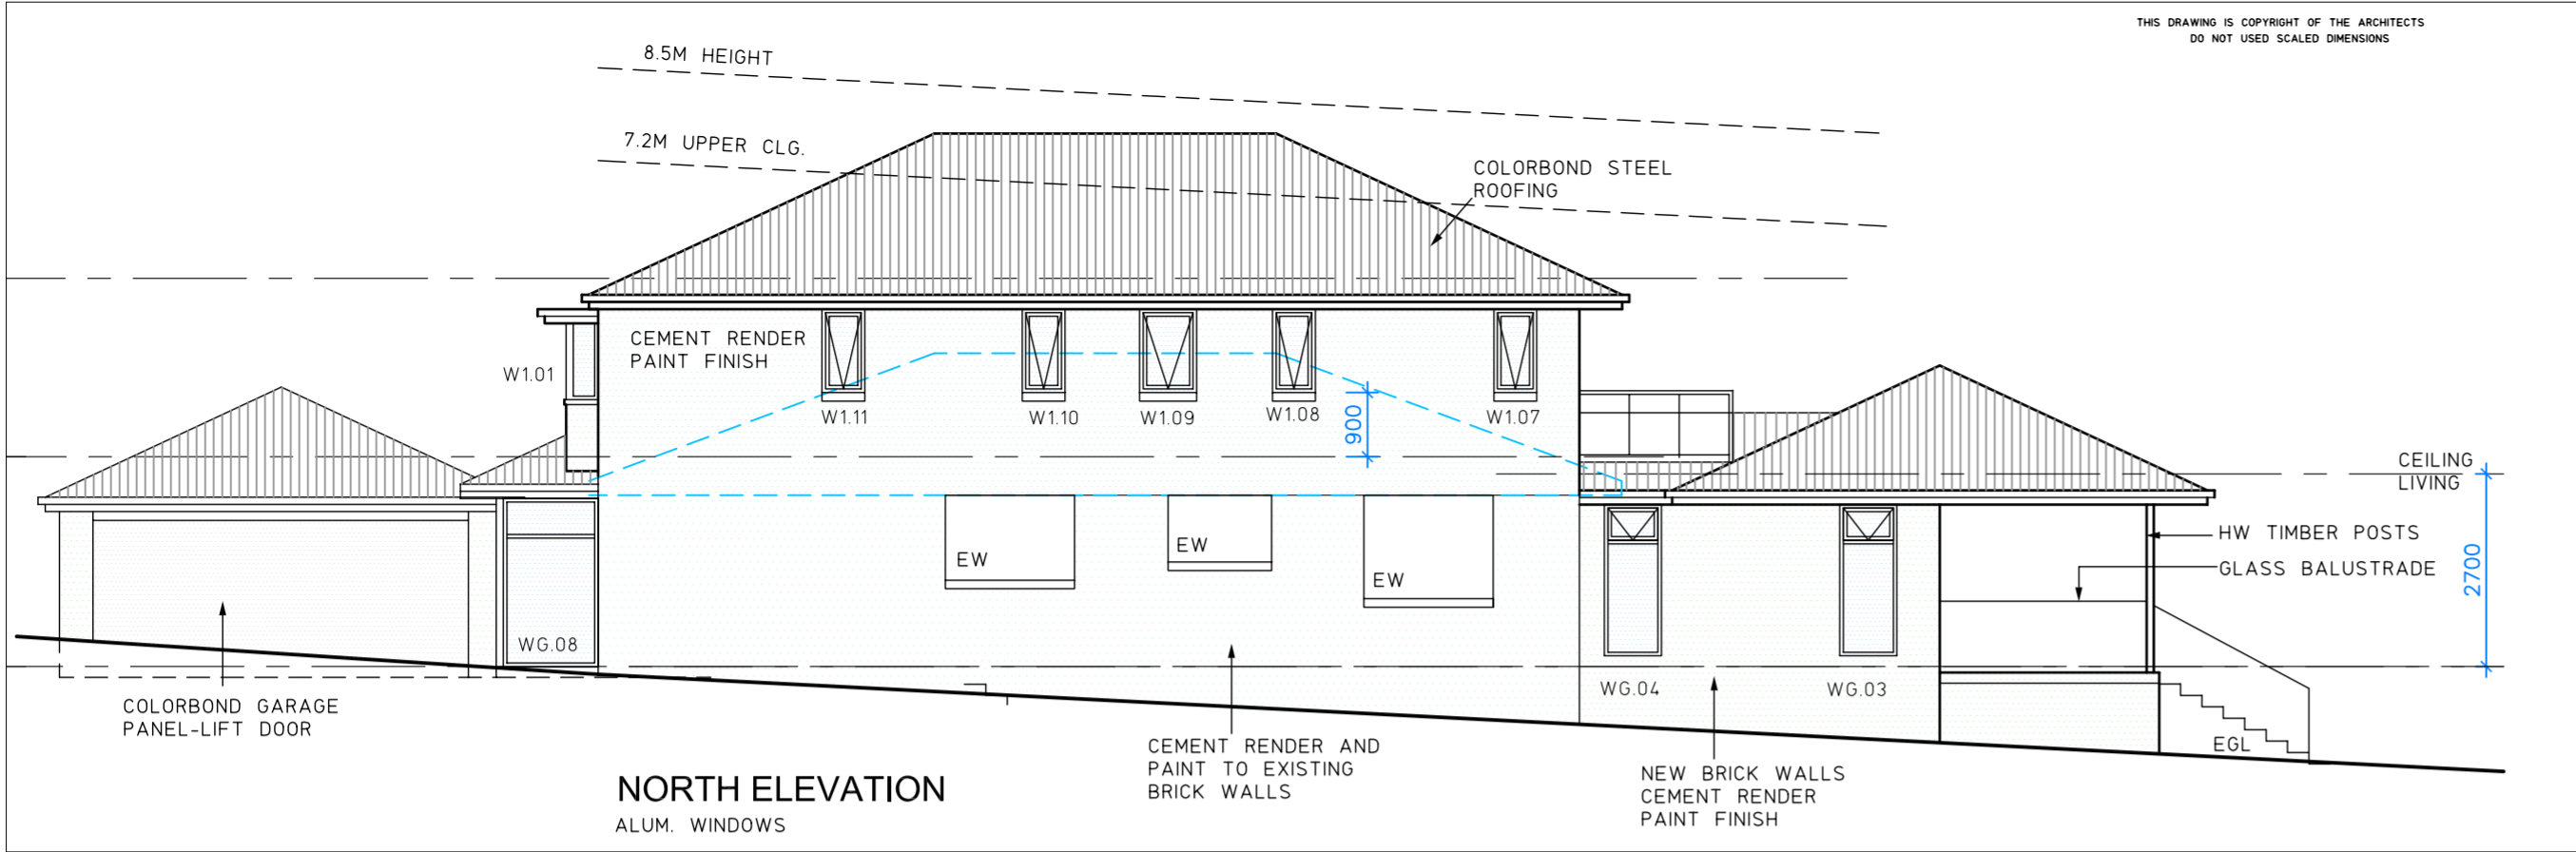 THIS DRAWING IS COPYRIGHT OF THE ARCHITECTS
DO NOT USED SCALED DIMENSIONS
8.5M HEIGHT
7.2M UPPER CLG.
COLORBOND STEEL
ROOFING
CEMENT RENDER
PAINT FINISH
W1.01
W1.11
W1.10
W1.09
W1.08
900
W1.07
CEILING
LIVING
HW TIMBER POSTS
GLASS BALUSTRADE
2700
EW
EW
EW
WG.08
WG.04
WG.03
COLORBOND GARAGE
PANEL-LIFT DOOR
CEMENT RENDER AND
PAINT TO EXISTING
BRICK WALLS
NEW BRICK WALLS
CEMENT RENDER
PAINT FINISH
EGL
NORTH ELEVATION
ALUM. WINDOWS